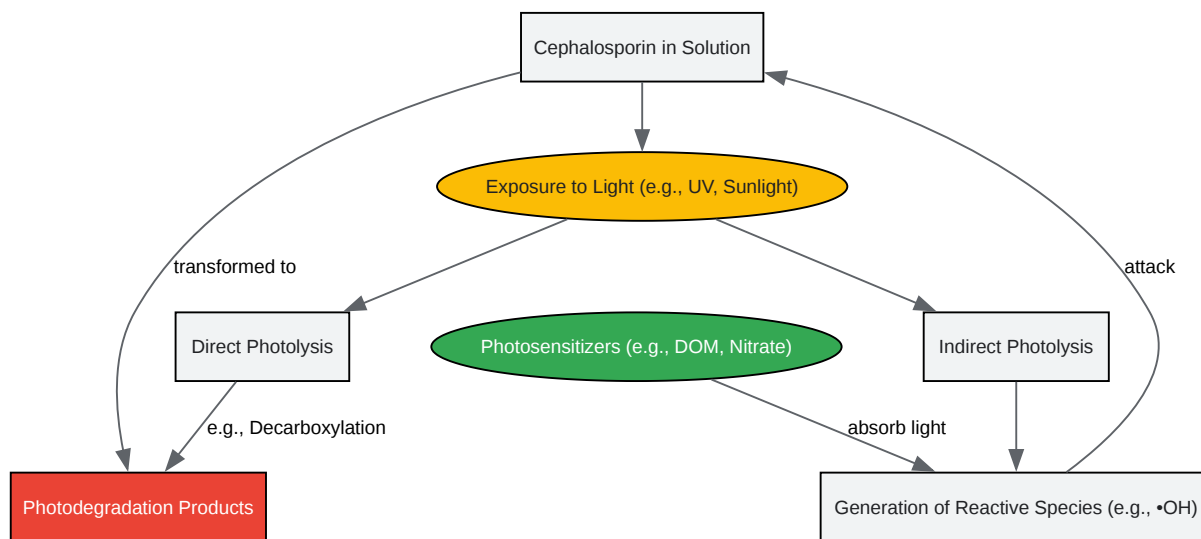 Cephalosporin in Solution
Exposure to Light (e.g., UV, Sunlight)
transformed to
attack
Direct Photolysis
Photosensitizers (e.g., DOM, Nitrate)
Indirect Photolysis
e.g., Decarboxylation
absorb light
Photodegradation Products
Generation of Reactive Species (e.g., •OH)